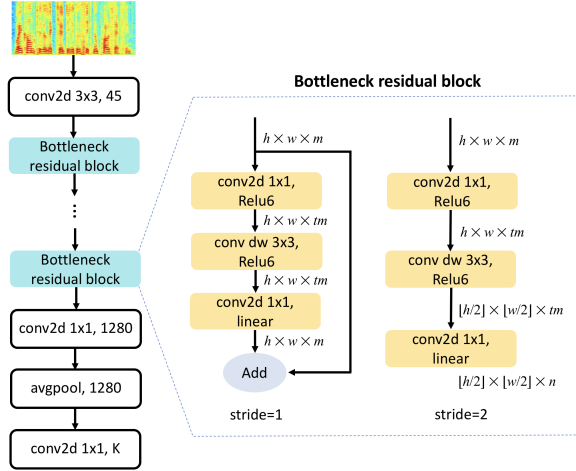 conv2d 3x3, 45
Bottleneck
residual block
...
Bottleneck
residual block
conv2d 1x1, 1280
avgpool, 1280
conv2d 1x1, K
Bottleneck residual block
h × w × m
conv2d 1x1,
Relu6
h × w × tm
conv dw 3x3,
Relu6
h × w × tm
conv2d 1x1,
linear
h × w × m
Add
stride=1
h × w × m
conv2d 1x1,
Relu6
h × w × tm
conv dw 3x3,
Relu6
⌊h/2⌋ × ⌊w/2⌋ × tm
conv2d 1x1,
linear
⌊h/2⌋ × ⌊w/2⌋ × n
stride=2